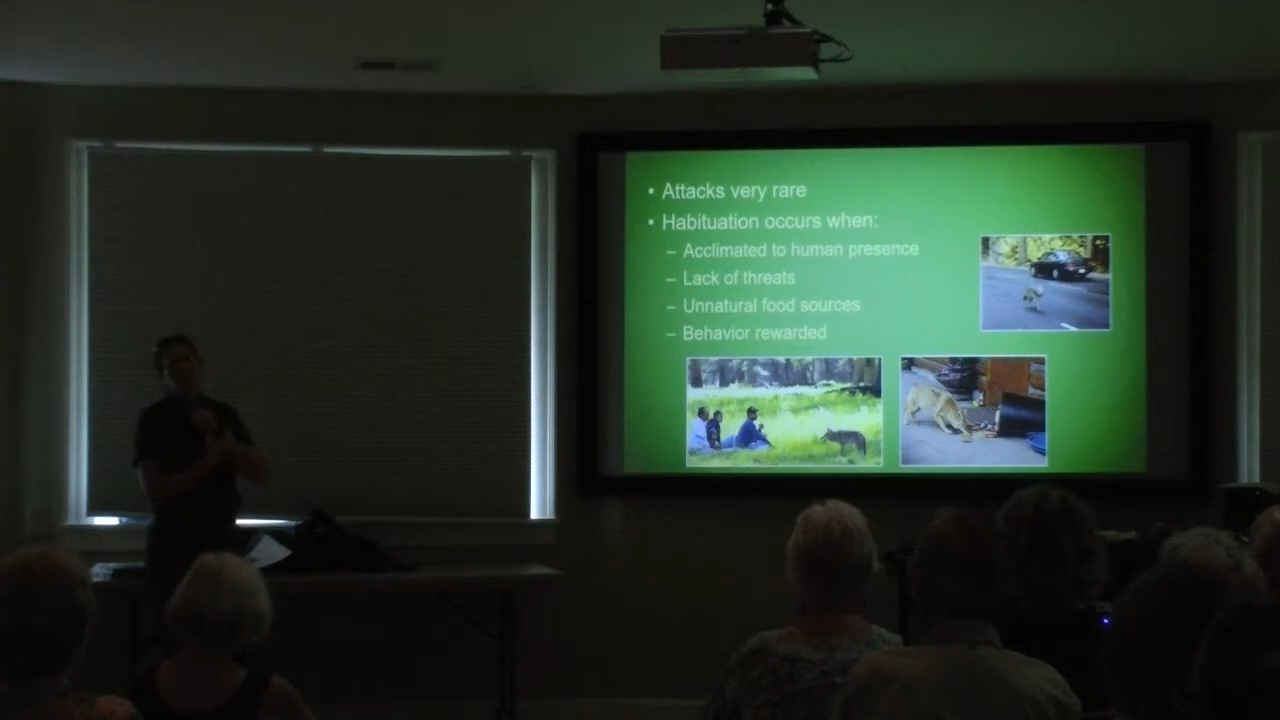 • Attacks very rare
• Habituation occurs when:
– Acclimated to human presence
– Lack of threats
– Unnatural food sources
– Behavior rewarded